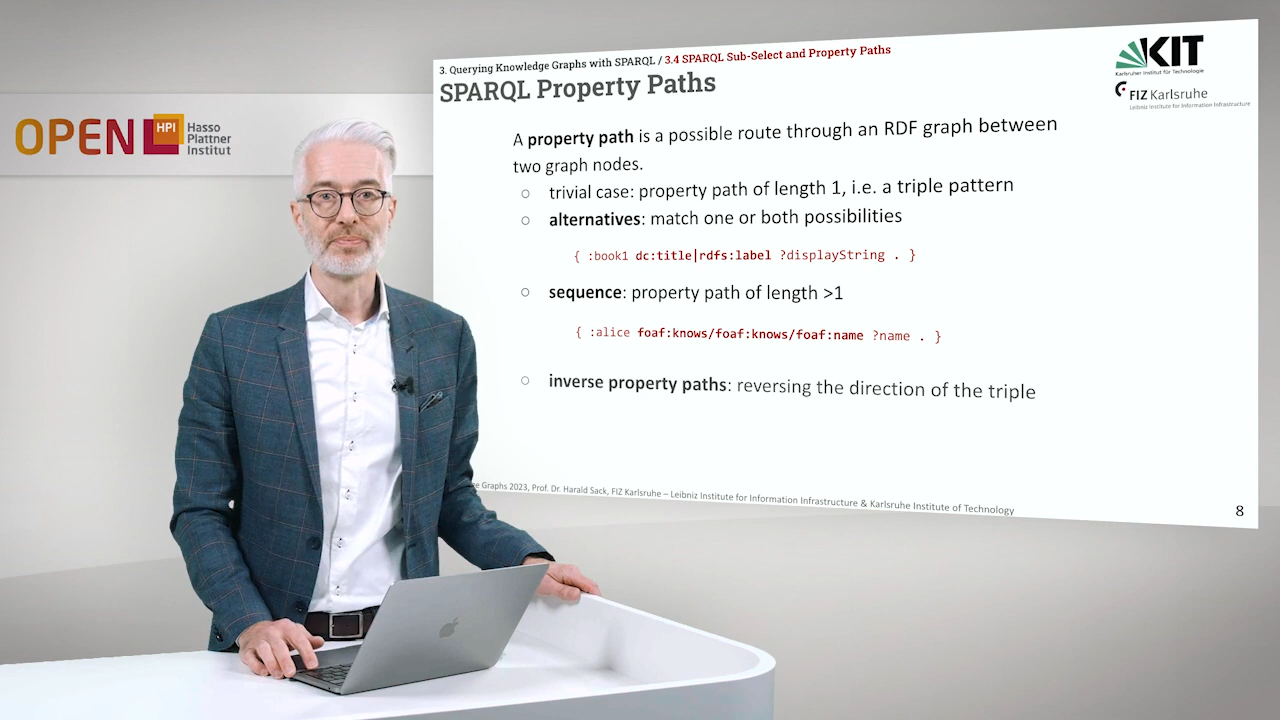 OPEN HPI Hasso
Plattner
Institut
3. Querying Knowledge Graphs with SPARQL / 3.4 SPARQL Sub-Select and Property Paths
SPARQL Property Paths
KIT
Karlsruher Institut für Technologie
FIZ Karlsruhe
Leibniz Institute for Information Infrastructure
A property path is a possible route through an RDF graph between
two graph nodes.
○ trivial case: property path of length 1, i.e. a triple pattern
○ alternatives: match one or both possibilities
{ :book1 dc:title|rdfs:label ?displayString . }
○ sequence: property path of length >1
{ :alice foaf:knows/foaf:knows/foaf:name ?name . }
○ inverse property paths: reversing the direction of the triple
Graphs 2023, Prof. Dr. Harald Sack, FIZ Karlsruhe – Leibniz Institute for Information Infrastructure & Karlsruhe Institute of Technology
8